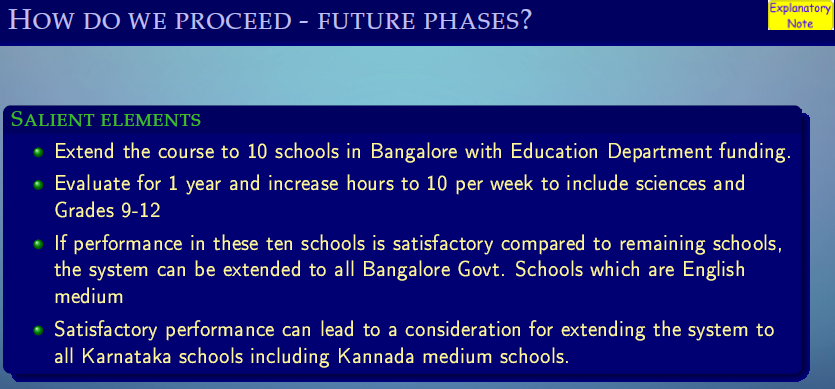 HOW DO WE PROCEED - FUTURE PHASES?
Explanatory
Note
SALIENT ELEMENTS
Extend the course to 10 schools in Bangalore with Education Department funding.
Evaluate for 1 year and increase hours to 10 per week to include sciences and
Grades 9-12
If performance in these ten schools is satisfactory compared to remaining schools,
the system can be extended to all Bangalore Govt. Schools which are English
medium
Satisfactory performance can lead to a consideration for extending the system to
all Karnataka schools including Kannada medium schools.